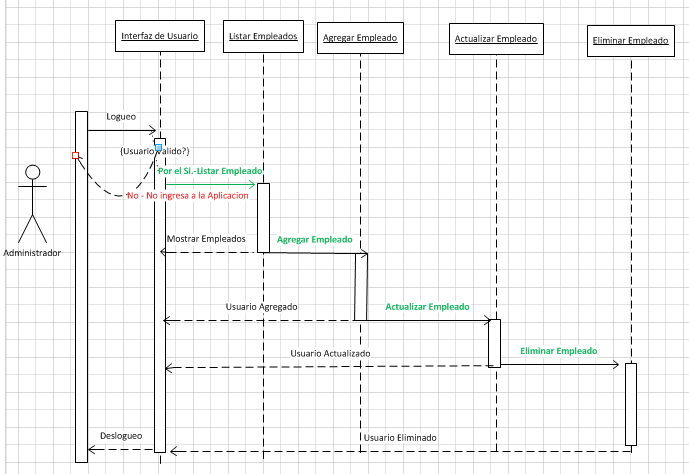 Interfaz de Usuario
Listar Empleados
Agregar Empleado
Actualizar Empleado
Eliminar Empleado
Logueo
{Usuario valido?}
Por el Sí.-Listar Empleado
No - No ingresa a la Aplicacion
Administrador
Mostrar Empleados
Agregar Empleado
Usuario Agregado
Actualizar Empleado
Usuario Actualizado
Eliminar Empleado
Deslogueo
Usuario Eliminado